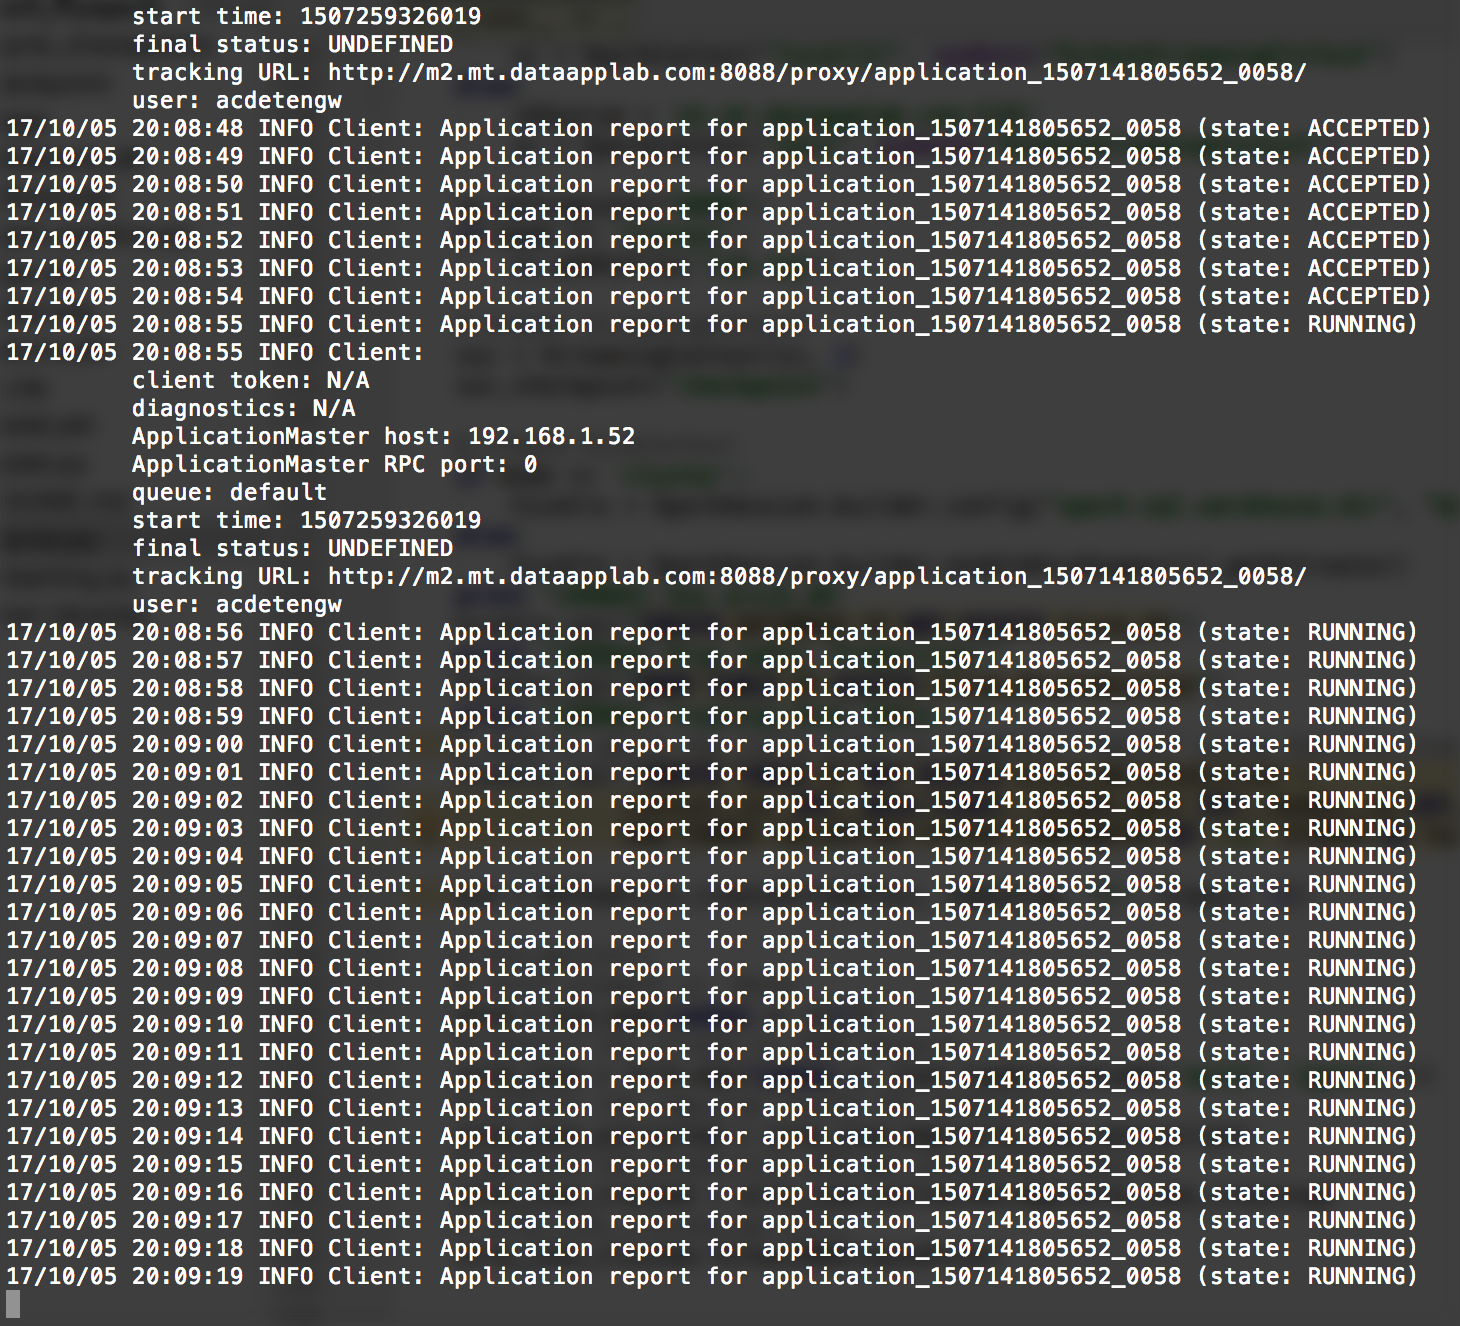 start time: 1507259326019
final status: UNDEFINED
tracking URL: http://m2.mt.dataapplab.com:8088/proxy/application_1507141805652_0058/
user: acdetengw
17/10/05 20:08:48 INFO Client: Application report for application_1507141805652_0058 (state: ACCEPTED)
17/10/05 20:08:49 INFO Client: Application report for application_1507141805652_0058 (state: ACCEPTED)
17/10/05 20:08:50 INFO Client: Application report for application_1507141805652_0058 (state: ACCEPTED)
17/10/05 20:08:51 INFO Client: Application report for application_1507141805652_0058 (state: ACCEPTED)
17/10/05 20:08:52 INFO Client: Application report for application_1507141805652_0058 (state: ACCEPTED)
17/10/05 20:08:53 INFO Client: Application report for application_1507141805652_0058 (state: ACCEPTED)
17/10/05 20:08:54 INFO Client: Application report for application_1507141805652_0058 (state: ACCEPTED)
17/10/05 20:08:55 INFO Client: Application report for application_1507141805652_0058 (state: RUNNING)
17/10/05 20:08:55 INFO Client:
client token: N/A
diagnostics: N/A
ApplicationMaster host: 192.168.1.52
ApplicationMaster RPC port: 0
queue: default
start time: 1507259326019
final status: UNDEFINED
tracking URL: http://m2.mt.dataapplab.com:8088/proxy/application_1507141805652_0058/
user: acdetengw
17/10/05 20:08:56 INFO Client: Application report for application_1507141805652_0058 (state: RUNNING)
17/10/05 20:08:57 INFO Client: Application report for application_1507141805652_0058 (state: RUNNING)
17/10/05 20:08:58 INFO Client: Application report for application_1507141805652_0058 (state: RUNNING)
17/10/05 20:08:59 INFO Client: Application report for application_1507141805652_0058 (state: RUNNING)
17/10/05 20:09:00 INFO Client: Application report for application_1507141805652_0058 (state: RUNNING)
17/10/05 20:09:01 INFO Client: Application report for application_1507141805652_0058 (state: RUNNING)
17/10/05 20:09:02 INFO Client: Application report for application_1507141805652_0058 (state: RUNNING)
17/10/05 20:09:03 INFO Client: Application report for application_1507141805652_0058 (state: RUNNING)
17/10/05 20:09:04 INFO Client: Application report for application_1507141805652_0058 (state: RUNNING)
17/10/05 20:09:05 INFO Client: Application report for application_1507141805652_0058 (state: RUNNING)
17/10/05 20:09:06 INFO Client: Application report for application_1507141805652_0058 (state: RUNNING)
17/10/05 20:09:07 INFO Client: Application report for application_1507141805652_0058 (state: RUNNING)
17/10/05 20:09:08 INFO Client: Application report for application_1507141805652_0058 (state: RUNNING)
17/10/05 20:09:09 INFO Client: Application report for application_1507141805652_0058 (state: RUNNING)
17/10/05 20:09:10 INFO Client: Application report for application_1507141805652_0058 (state: RUNNING)
17/10/05 20:09:11 INFO Client: Application report for application_1507141805652_0058 (state: RUNNING)
17/10/05 20:09:12 INFO Client: Application report for application_1507141805652_0058 (state: RUNNING)
17/10/05 20:09:13 INFO Client: Application report for application_1507141805652_0058 (state: RUNNING)
17/10/05 20:09:14 INFO Client: Application report for application_1507141805652_0058 (state: RUNNING)
17/10/05 20:09:15 INFO Client: Application report for application_1507141805652_0058 (state: RUNNING)
17/10/05 20:09:16 INFO Client: Application report for application_1507141805652_0058 (state: RUNNING)
17/10/05 20:09:17 INFO Client: Application report for application_1507141805652_0058 (state: RUNNING)
17/10/05 20:09:18 INFO Client: Application report for application_1507141805652_0058 (state: RUNNING)
17/10/05 20:09:19 INFO Client: Application report for application_1507141805652_0058 (state: RUNNING)